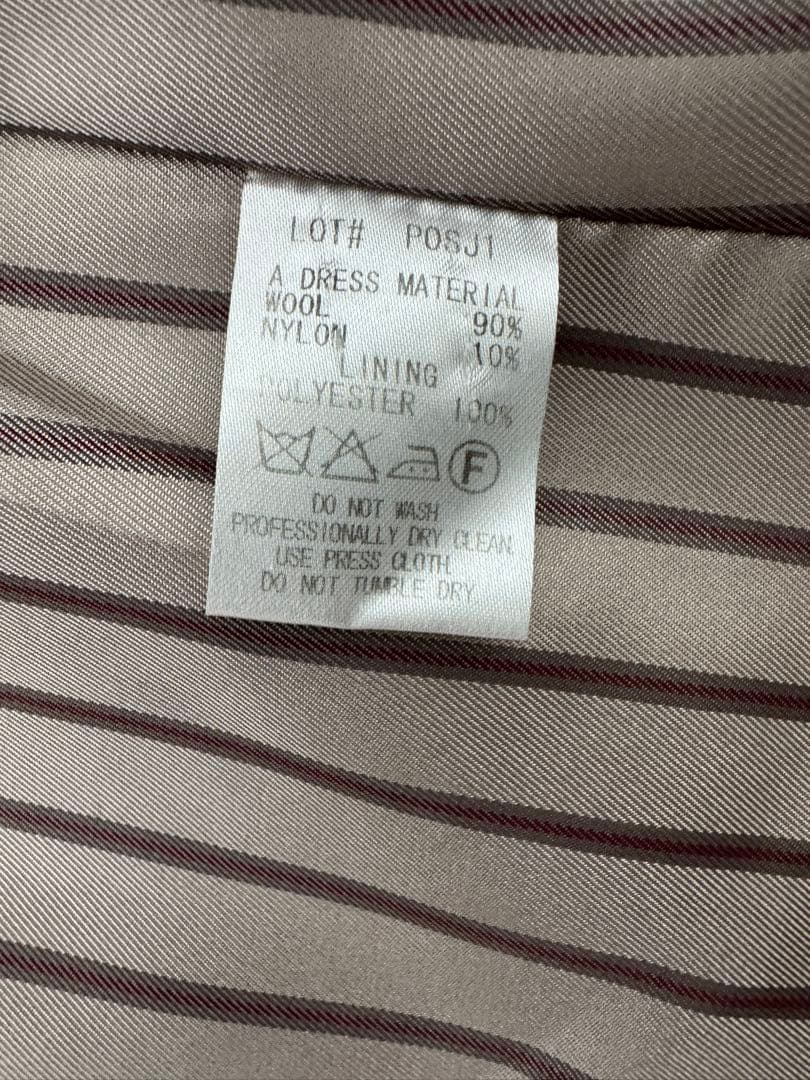 LOT# POSJ1
A DRESS MATERIAL
WOOL 90%
NYLON 10%
LINING
POLYESTER 100%
F
DO NOT WASH
PROFESSIONALLY DRY CLEAN.
USE PRESS CLOTH.
DO NOT TUMBLE DRY